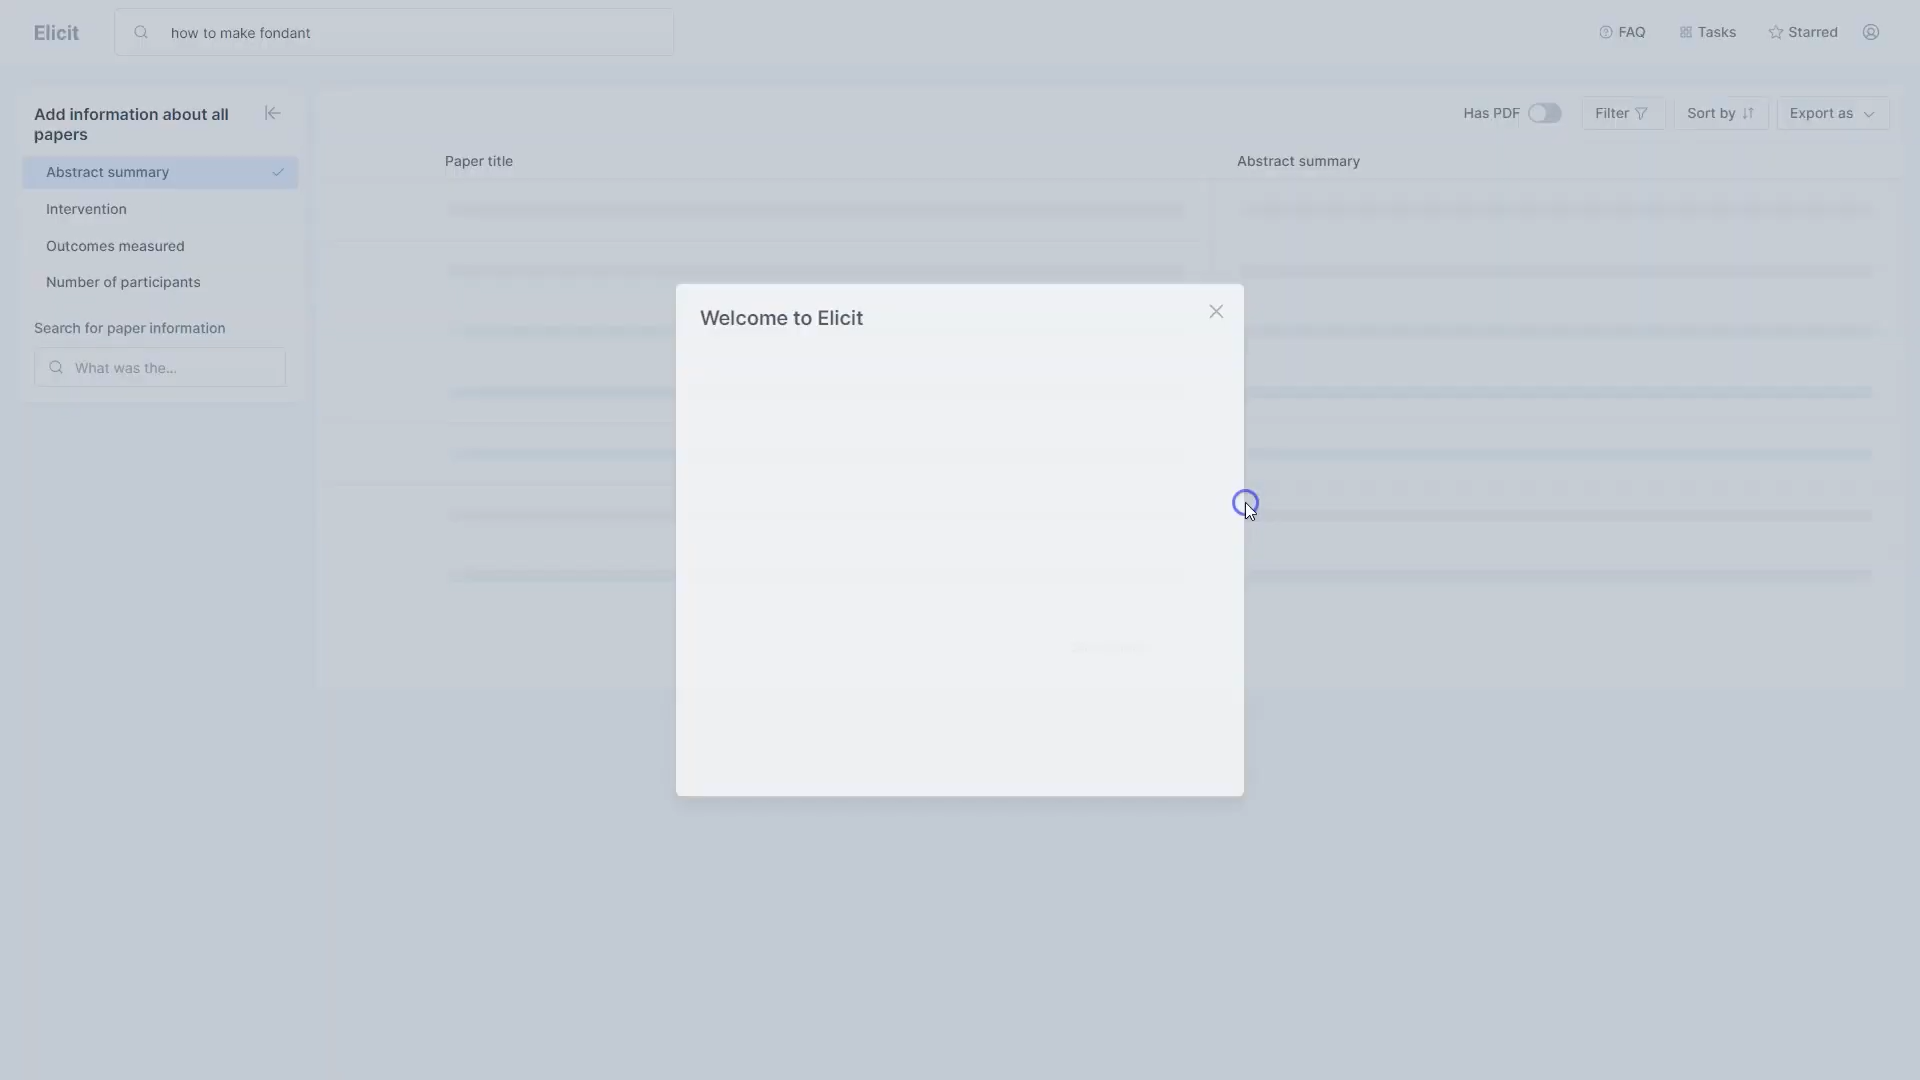 Elicit
how to make fondant
FAQ
Tasks
Starred
Add information about all
papers
Abstract summary
Intervention
Outcomes measured
Number of participants
Search for paper information
What was the...
Has PDF
Filter
Sort by
Export as
Paper title
Abstract summary
Welcome to Elicit